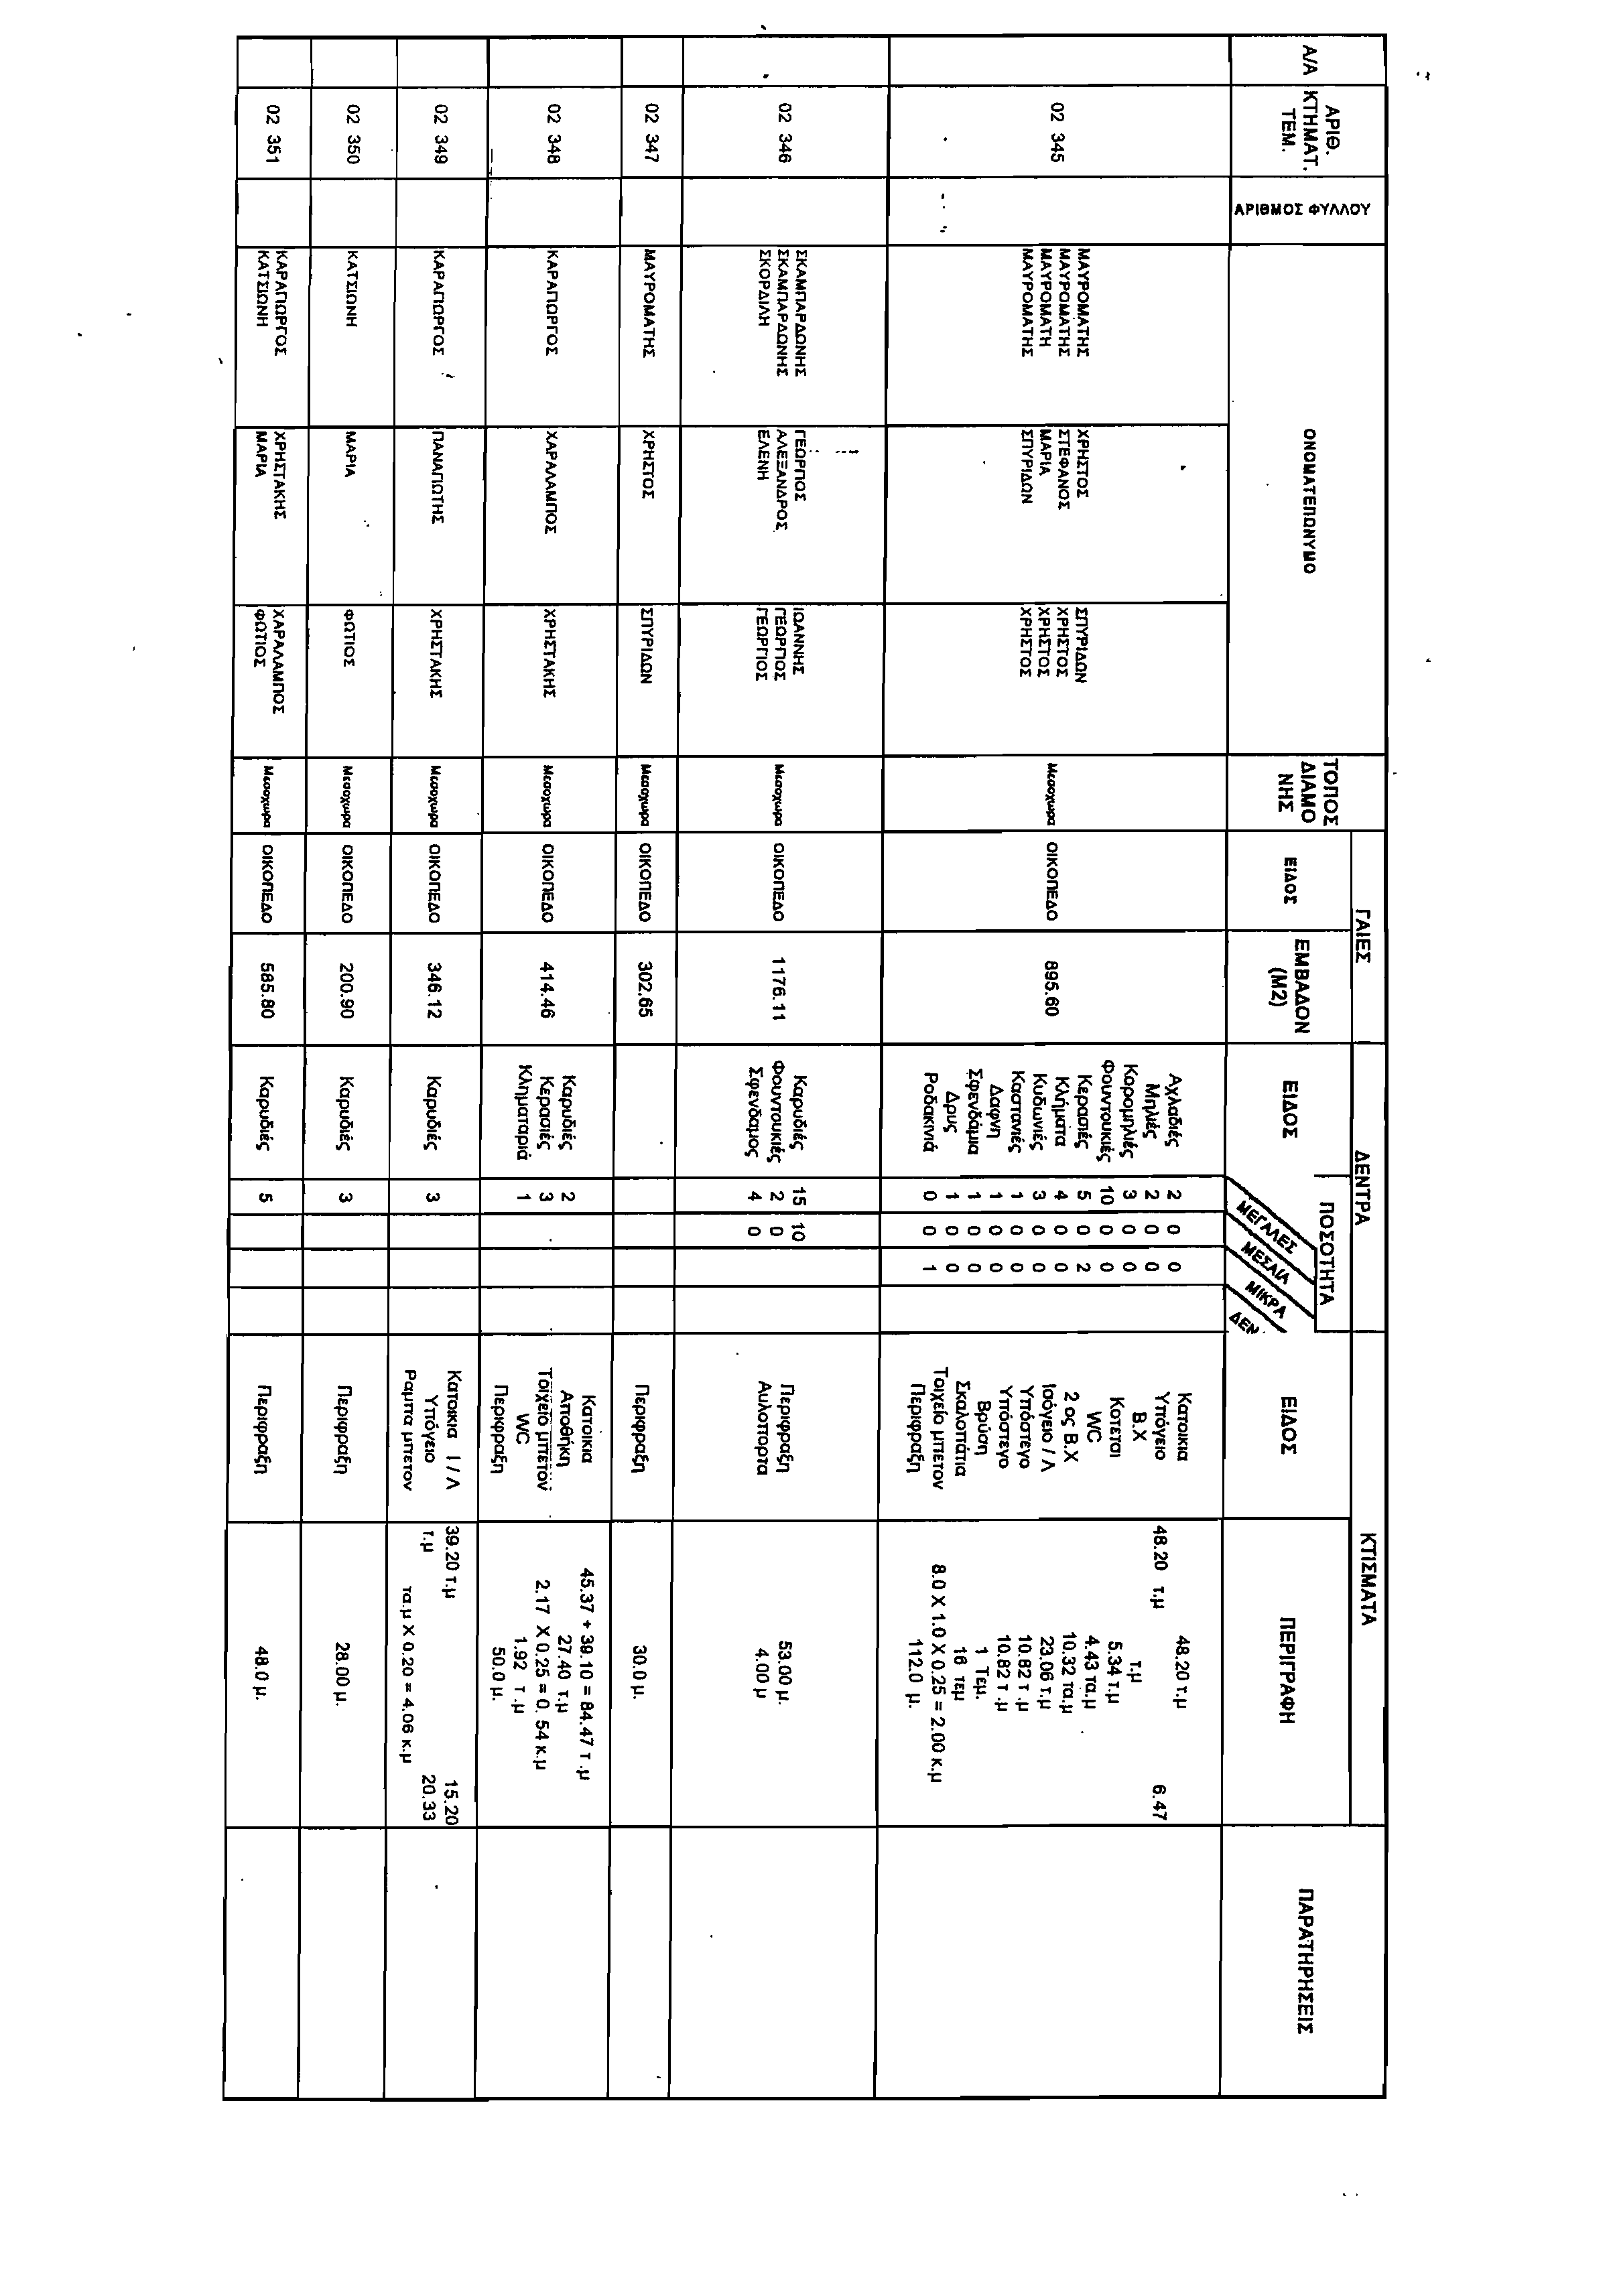 Α/Α ΑΡΙΘ. ΚΤΗΜΑΤ. ΤΕΜ. ΑΡΙΘΜΟΣ ΦΥΛΛΟΥ ΟΝΟΜΑΤΕΠΩΝΥΜΟ ΤΟΠΟΣ ΔΙΑΜΟ ΝΗΣ ΓΑΙΕΣ ΔΕΝΤΡΑ ΚΤΙΣΜΑΤΑ ΠΑΡΑΤΗΡΗΣΕΙΣ
ΕΙΔΟΣ ΕΜΒΑΔΟΝ (Μ2) ΕΙΔΟΣ ΠΟΣΟΤΗΤΑ ΕΙΔΟΣ ΠΕΡΙΓΡΑΦΗ
ΜΕΓΑΛΕΣ ΜΕΣΑΙΑ ΜΙΚΡΑ ΔΕΝ
Αχλαδιές 2 0 0 Κατοικια 48.20 τ.μ
Μηλιές 2 0 0 Υπόγειο 48.20 τ.μ 6.47
Κορομηλιές 3 0 0 Β.Χ τ.μ
Φουντουκιές 10 0 0 Κοτεται 5.34 τ.μ
ΜΑΥΡΟΜΑΤΗΣ ΧΡΗΣΤΟΣ ΣΠΥΡΙΔΩΝ Κερασιές 5 0 2 WC 4.43 τα.μ
ΜΑΥΡΟΜΑΤΗΣ ΣΤΕΦΑΝΟΣ ΧΡΗΣΤΟΣ Κλήματα 4 0 0 2 ος Β.Χ 10.32 τα.μ
02 345 ΜΑΥΡΟΜΑΤΗ ΜΑΡΙΑ ΧΡΗΣΤΟΣ Μεσοχωρα ΟΙΚΟΠΕΔΟ 895.60 Κυδωνιές 3 0 0 Ισόγειο / Λ 23.06 τ.μ
ΜΑΥΡΟΜΑΤΗΣ ΣΠΥΡΙΔΩΝ ΧΡΗΣΤΟΣ Καστανιές 1 0 0 Υπόστεγο 10.82 τ .μ
Δαφνη 1 0 0 Υπόστεγο 10.82 τ .μ
Σφενδάμια 1 0 0 Βρύση 1 Τεμ.
Δρυς 1 0 0 Σκαλοπάτια 16 τεμ
Ροδακινιά 0 0 1 Τοιχείο μπετον 8.0 Χ 1.0 Χ 0.25 = 2.00 κ.μ
Περιφραξη 112.0 μ.
ΣΚΑΜΠΑΡΔΩΝΗΣ ΓΕΩΡΓΙΟΣ ΙΩΑΝΝΗΣ Καρυδιές 15 10
02 346 ΣΚΑΜΠΑΡΔΩΝΗΣ ΑΛΕΞΑΝΔΡΟΣ ΓΕΩΡΓΙΟΣ Μεσοχωρα ΟΙΚΟΠΕΔΟ 1176.11 Φουντουκιές 2 0 Περιφραξη 53.00 μ.
ΣΚΟΡΔΙΛΗ ΕΛΕΝΗ ΓΕΩΡΓΙΟΣ Σφενδαμος 4 0 Αυλοπορτα 4.00 μ
02 347 ΜΑΥΡΟΜΑΤΗΣ ΧΡΗΣΤΟΣ ΣΠΥΡΙΔΩΝ Μεσοχωρα ΟΙΚΟΠΕΔΟ 302.65 Περιφραξη 30.0 μ.
Κατοικια 45.37 + 39.10 = 84.47 τ .μ
Καρυδιές 2 Αποθήκη 27.40 τ.μ
02 348 ΚΑΡΑΓΙΩΡΓΟΣ ΧΑΡΑΛΑΜΠΟΣ ΧΡΗΣΤΑΚΗΣ Μεσοχωρα ΟΙΚΟΠΕΔΟ 414.46 Κερασιές 3 Τοιχείο μπετον 2.17 Χ 0.25 = 0. 54 κ.μ
Κληματαριά 1 WC 1.92 τ .μ
Περιφραξη 50.0 μ.
Κατοικια Ι / Λ 39.20 τ.μ 15.20
02 349 ΚΑΡΑΓΙΩΡΓΟΣ ΠΑΝΑΓΙΩΤΗΣ ΧΡΗΣΤΑΚΗΣ Μεσοχωρα ΟΙΚΟΠΕΔΟ 346.12 Καρυδιές 3 Υπόγειο τ.μ 20.33
Ραμπα μπετον τα.μ Χ 0.20 = 4.06 κ.μ
02 350 ΚΑΤΣΙΩΝΗ ΜΑΡΙΑ ΦΩΤΙΟΣ Μεσοχωρα ΟΙΚΟΠΕΔΟ 200.90 Καρυδιές 3 Περιφραξη 28.00 μ.
ΚΑΡΑΓΙΩΡΓΟΣ ΧΡΗΣΤΑΚΗΣ ΧΑΡΑΛΑΜΠΟΣ
02 351 ΚΑΤΣΙΩΝΗ ΜΑΡΙΑ ΦΩΤΙΟΣ Μεσοχωρα ΟΙΚΟΠΕΔΟ 585.80 Καρυδιές 5 Περιφραξη 48.0 μ.